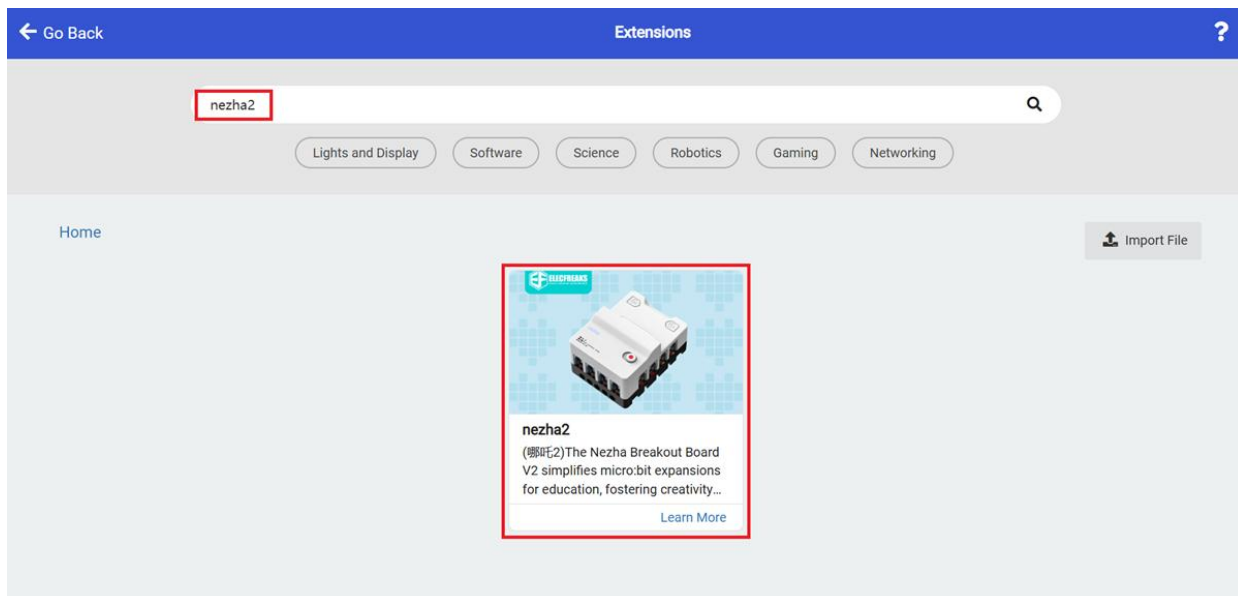 Go Back
Extensions
?
nezha2
Lights and Display
Software
Science
Robotics
Gaming
Networking
Home
Import File
ELECFREAKS
nezha2
(哪吒2)The Nezha Breakout Board
V2 simplifies micro:bit expansions
for education, fostering creativity...
Learn More